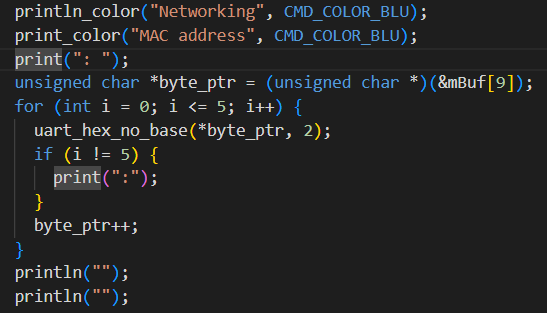 println_color("Networking", CMD_COLOR_BLU);
print_color("MAC address", CMD_COLOR_BLU);
print(": ");
unsigned char *byte_ptr = (unsigned char *)(&mBuf[9]);
for (int i = 0; i <= 5; i++) {
  uart_hex_no_base(*byte_ptr, 2);
  if (i != 5) {
    print(":");
  }
  byte_ptr++;
}
println("");
println("");